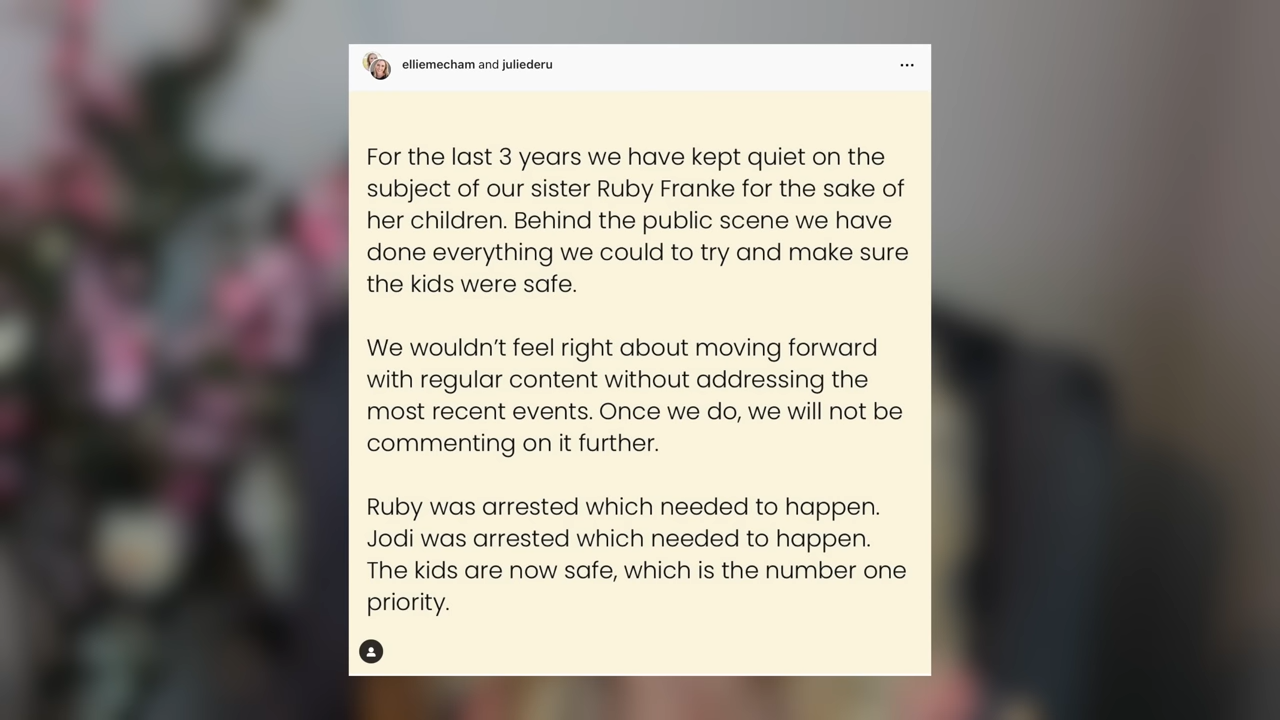 elliemecham and juliederu
For the last 3 years we have kept quiet on the
subject of our sister Ruby Franke for the sake of
her children. Behind the public scene we have
done everything we could to try and make sure
the kids were safe.
We wouldn’t feel right about moving forward
with regular content without addressing the
most recent events. Once we do, we will not be
commenting on it further.
Ruby was arrested which needed to happen.
Jodi was arrested which needed to happen.
The kids are now safe, which is the number one
priority.